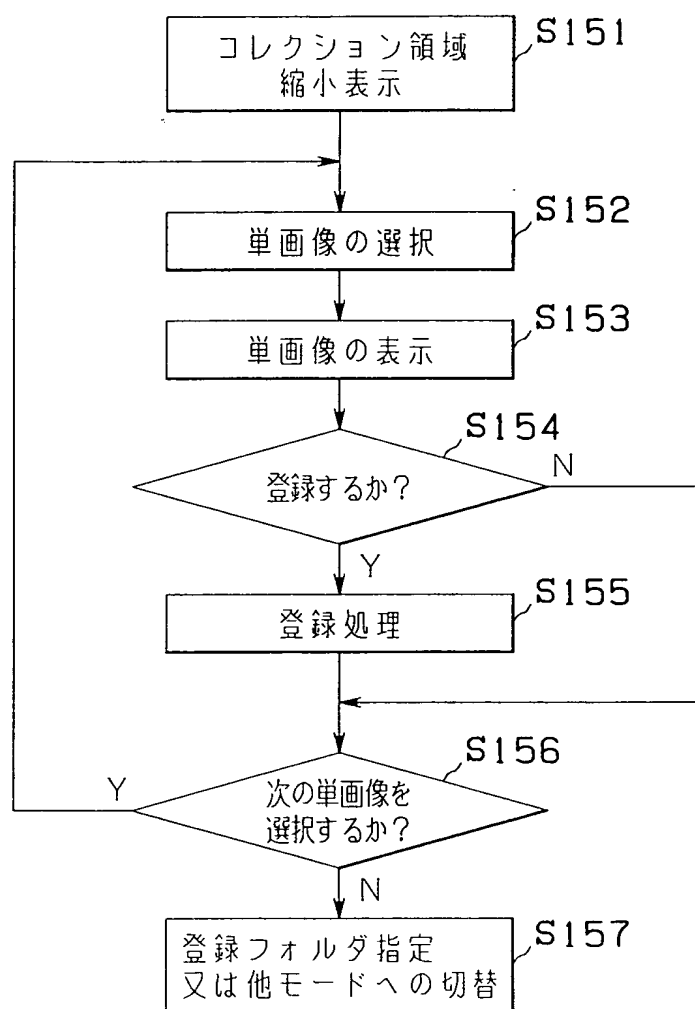 コレクション領域
縮小表示
S151
単画像の選択
S152
単画像の表示
S153
登録するか？
S154
N
Y
登録処理
S155
次の単画像を
選択するか？
S156
Y
N
登録フォルダ指定
又は他モードへの切替
S157